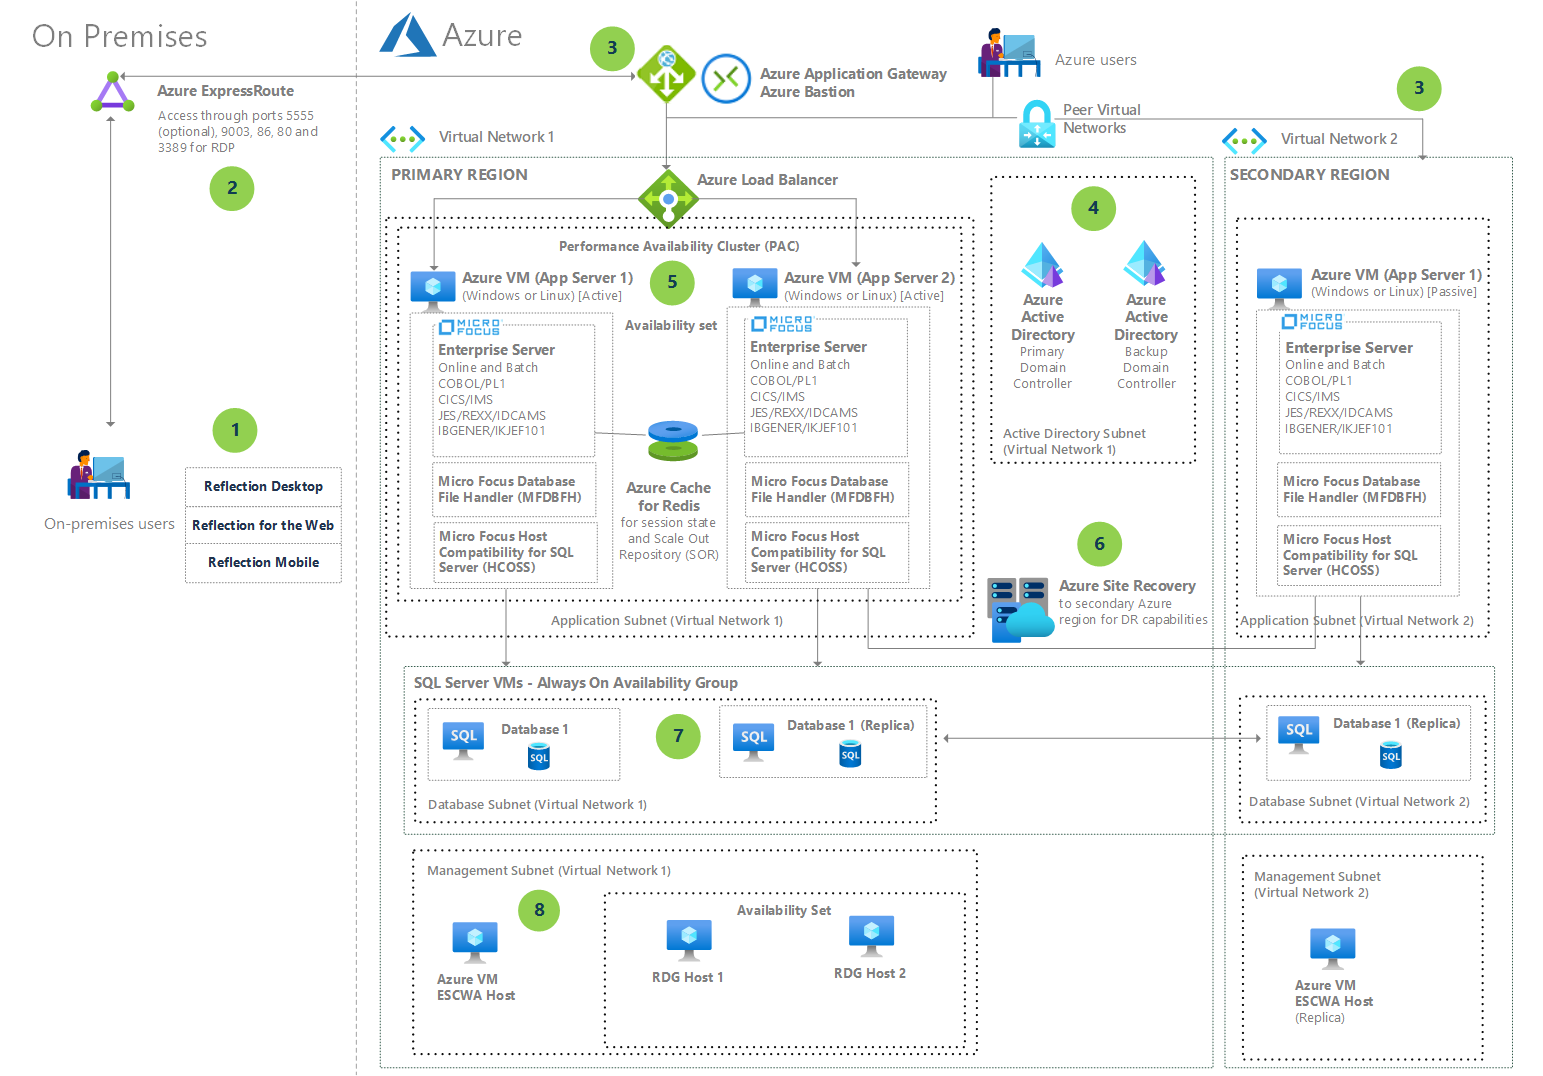 On Premises
Azure
3
Azure ExpressRoute
Access through ports 5555
(optional), 9003, 86, 80 and
3389 for RDP
2
Azure Application Gateway
Azure Bastion
Azure users
Peer Virtual
Networks
3
Virtual Network 1
Virtual Network 2
PRIMARY REGION
Azure Load Balancer
SECONDARY REGION
Performance Availability Cluster (PAC)
Azure VM (App Server 1)
(Windows or Linux) [Active]
5
Azure VM (App Server 2)
(Windows or Linux) [Active]
Availability set
MICRO
FOCUS
Enterprise Server
Online and Batch
COBOL/PL1
CICS/IMS
JES/REXX/IDCAMS
IBGENER/IKJEF101
Micro Focus Database
File Handler (MFDBFH)
Micro Focus Host
Compatibility for SQL
Server (HCOSS)
Azure Cache
for Redis
for session state
and Scale Out
Repository (SOR)
MICRO
FOCUS
Enterprise Server
Online and Batch
COBOL/PL1
CICS/IMS
JES/REXX/IDCAMS
IBGENER/IKJEF101
Micro Focus Database
File Handler (MFDBFH)
Micro Focus Host
Compatibility for SQL
Server (HCOSS)
Application Subnet (Virtual Network 1)
4
Azure
Active
Directory
Primary
Domain
Controller
Azure
Active
Directory
Backup
Domain
Controller
Active Directory Subnet
(Virtual Network 1)
6
Azure Site Recovery
to secondary Azure
region for DR capabilities
Azure VM (App Server 1)
(Windows or Linux) [Passive]
MICRO
FOCUS
Enterprise Server
Online and Batch
COBOL/PL1
CICS/IMS
JES/REXX/IDCAMS
IBGENER/IKJEF101
Micro Focus Database
File Handler (MFDBFH)
Micro Focus Host
Compatibility for SQL
Server (HCOSS)
Application Subnet (Virtual Network 2)
1
On-premises users
Reflection Desktop
Reflection for the Web
Reflection Mobile
SQL Server VMs - Always On Availability Group
SQL
Database 1
SQL
7
SQL
Database 1 (Replica)
SQL
Database Subnet (Virtual Network 1)
SQL
Database 1 (Replica)
SQL
Database Subnet (Virtual Network 2)
Management Subnet (Virtual Network 1)
8
Azure VM
ESCWA Host
Availability Set
RDG Host 1
RDG Host 2
Management Subnet
(Virtual Network 2)
Azure VM
ESCWA Host
(Replica)